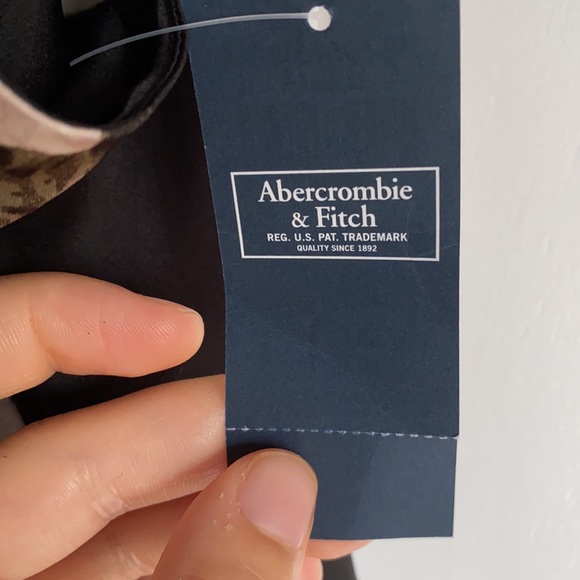 Abercrombie
& Fitch
REG. U.S. PAT. TRADEMARK
QUALITY SINCE 1892